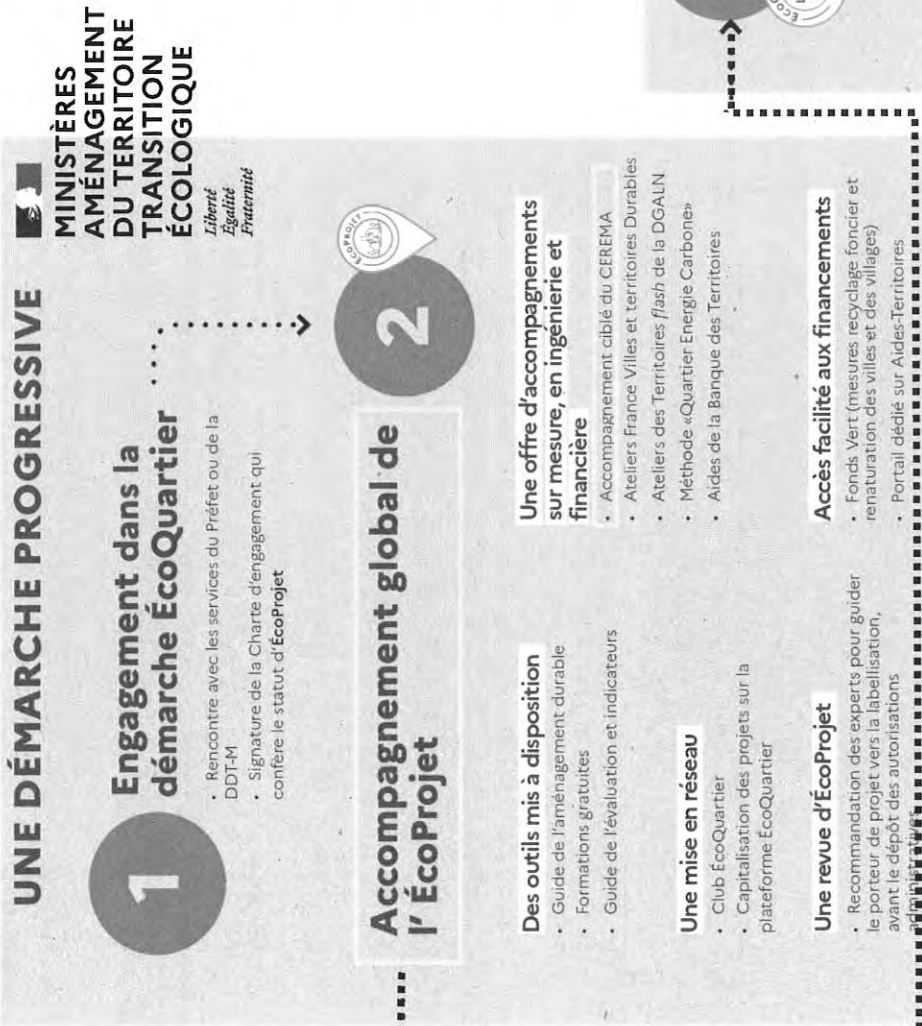 UNE DÉMARCHE PROGRESSIVE
MINISTÈRES
AMÉNAGEMENT
DU TERRITOIRE
TRANSITION
ÉCOLOGIQUE
Liberté
Égalité
Fraternité
1
Engagement dans la
démarche ÉcoQuartier
• Rencontre avec les services du Préfet ou de la
DDT-M
• Signature de la Charte d'engagement qui
confère le statut d'ÉcoProjet
2
ÉCOPROJET
Accompagnement global de
l' ÉcoProjet
Des outils mis à disposition
• Guide de l'aménagement durable
• Formations gratuites
• Guide de l'évaluation et indicateurs
Une mise en réseau
• Club ÉcoQuartier
• Capitalisation des projets sur la
plateforme ÉcoQuartier
Une revue d'ÉcoProjet
• Recommandation des experts pour guider
le porteur de projet vers la labellisation,
avant le dépôt des autorisations
administratives
Une offre d'accompagnements
sur mesure, en ingénierie et
financière
• Accompagnement ciblé du CEREMA
• Ateliers France Villes et territoires Durables
• Ateliers des Territoires flash de la DGALN
• Méthode «Quartier Energie Carbone»
• Aides de la Banque des Territoires
Accès facilité aux financements
• Fonds Vert (mesures recyclage foncier et
renaturation des villes et des villages)
• Portail dédié sur Aides-Territoires